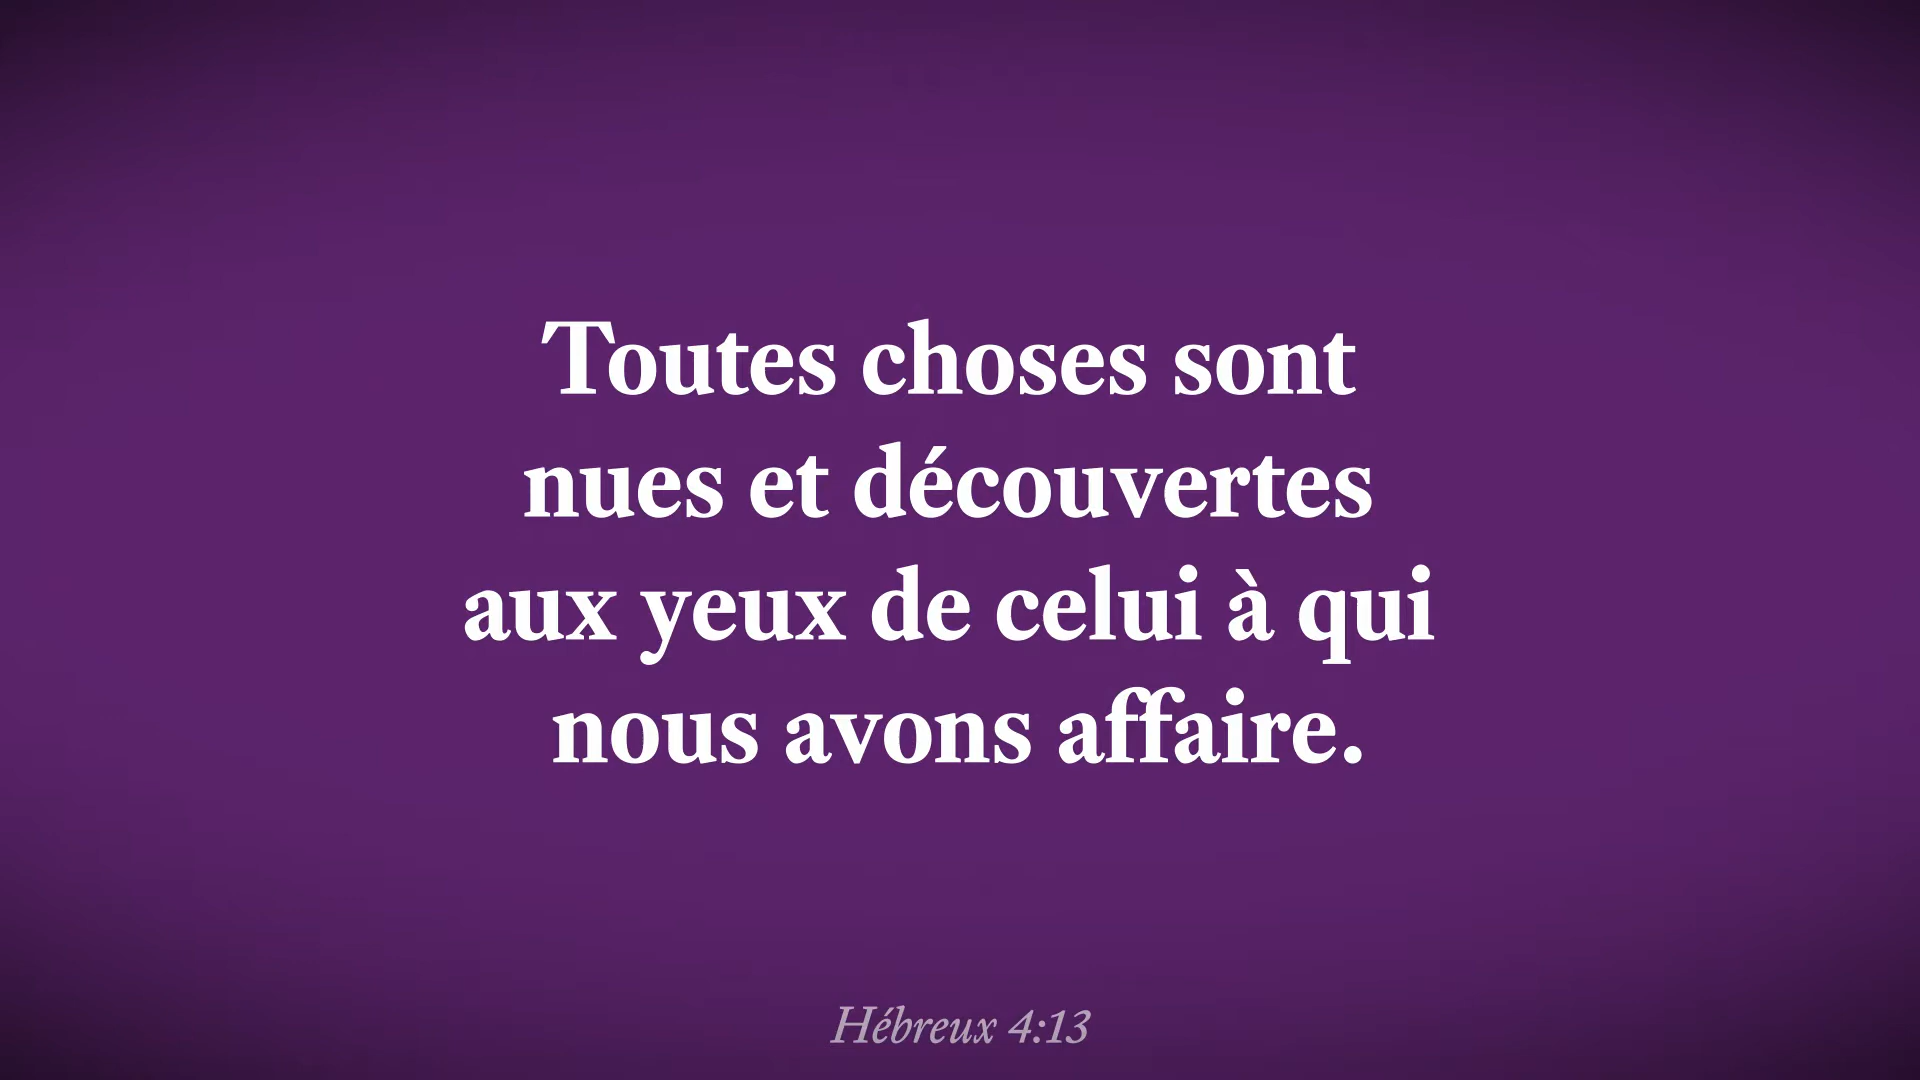 Toutes choses sont
nues et découvertes
aux yeux de celui à qui
nous avons affaire.
Hébreux 4:13